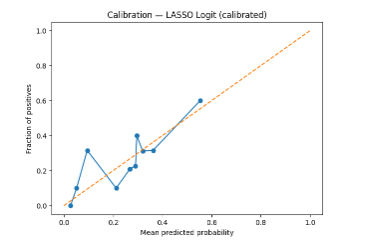 Calibration — LASSO Logit (calibrated)
Fraction of positives
1.0
0.8
0.6
0.4
0.2
0.0
0.0 0.2 0.4 0.6 0.8 1.0
Mean predicted probability